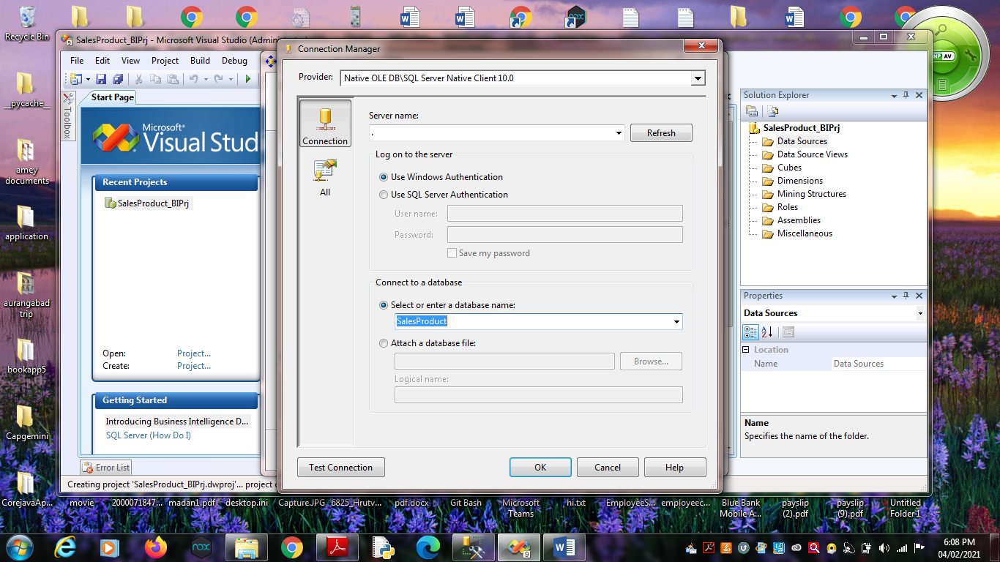 Recycle Bin
__pycache__
amey
documents
application
aurangabad
trip
bookapp5
Capgemini
CorejavaAp...
SalesProduct_BIPrj - Microsoft Visual Studio (Admini
File Edit View Project Build Debug
Toolbox
Start Page
Microsoft®
Visual Stud
Recent Projects
SalesProduct_BIPrj
Open: Project...
Create: Project...
Getting Started
Introducing Business Intelligence D...
SQL Server (How Do I)
Error List
Creating project 'SalesProduct_BIPrj.dwproj'... project c
Connection Manager
Provider: Native OLE DB\SQL Server Native Client 10.0
Connection
All
Server name:
.
Refresh
Log on to the server
Use Windows Authentication
Use SQL Server Authentication
User name:
Password:
Save my password
Connect to a database
Select or enter a database name:
SalesProduct
Attach a database file:
Browse...
Logical name:
Test Connection OK Cancel Help
Solution Explorer
SalesProduct_BIPrj
Data Sources
Data Source Views
Cubes
Dimensions
Mining Structures
Roles
Assemblies
Miscellaneous
Properties
Data Sources
Location
Name Data Sources
Name
Specifies the name of the folder.
NP AV
movie
2000071847...
madan1.pdf
desktop.ini
Capture.JPG
6825_Hrutv...
pdf.docx
Git Bash
Microsoft
Teams
hi.txt
EmployeeS...
employeec...
Blue Bank
Mobile A...
payslip
(2).pdf
payslip
(9).pdf
Untitled
Folder-1
nox
6:08 PM
04/02/2021